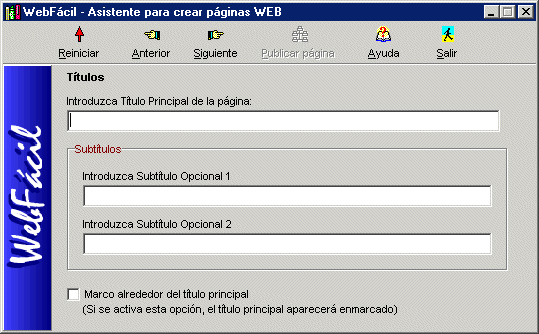 WebFácil - Asistente para crear páginas WEB
Reiniciar Anterior Siguiente Publicar página Ayuda Salir
WebFácil
Títulos
Introduzca Título Principal de la página:
Subtítulos
Introduzca Subtítulo Opcional 1
Introduzca Subtítulo Opcional 2
Marco alrededor del título principal
(Si se activa esta opción, el título principal aparecerá enmarcado)